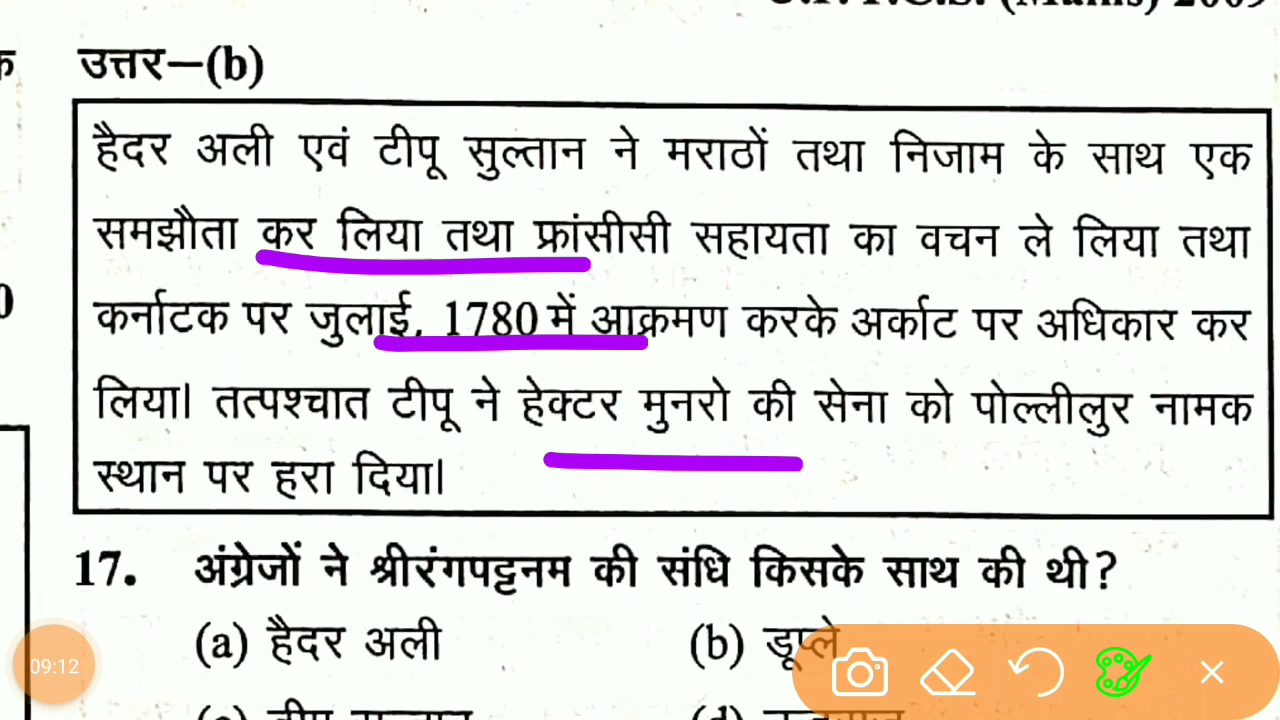 उत्तर—(b)
हैदर अली एवं टीपू सुल्तान ने मराठों तथा निजाम के साथ एक
समझौता कर लिया तथा फ्रांसीसी सहायता का वचन ले लिया तथा
कर्नाटक पर जुलाई, 1780 में आक्रमण करके अर्काट पर अधिकार कर
लिया। तत्पश्चात टीपू ने हेक्टर मुनरो की सेना को पोल्लीलुर नामक
स्थान पर हरा दिया।
17. अंग्रेजों ने श्रीरंगपट्टनम की संधि किसके साथ की थी?
(a) हैदर अली (b) डूप्ले
09:12